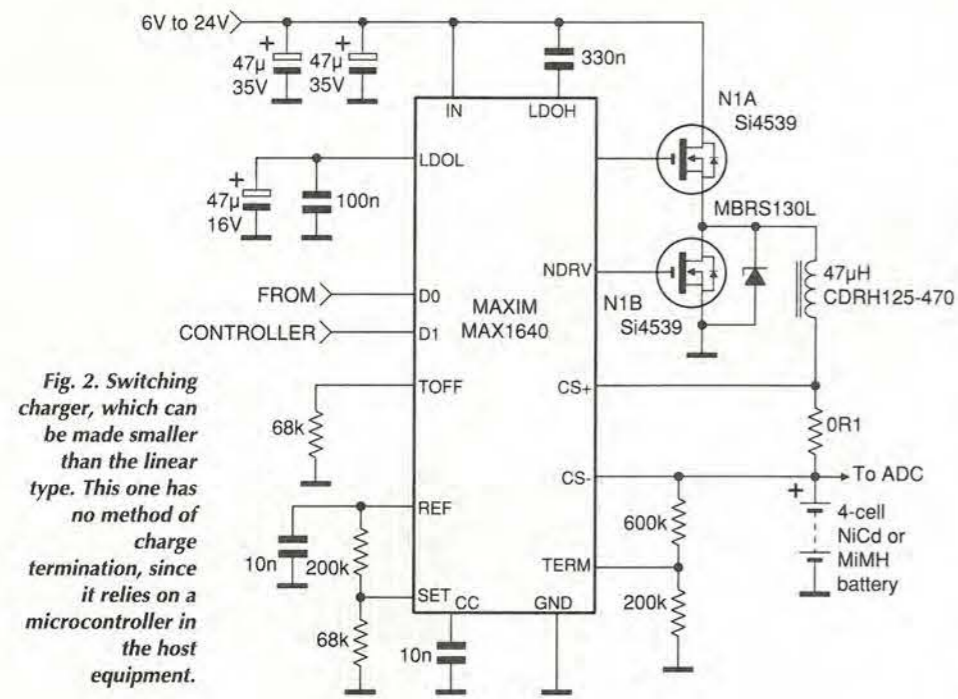 6V to 24V
+
47µ
35V
+
47µ
35V
330n
IN
LDOH
N1A
Si4539
LDOL
+
47µ
16V
100n
MBRS130L
NDRV
N1B
Si4539
47µH
CDRH125-470
FROM
D0
CONTROLLER
D1
MAXIM
MAX1640
TOFF
68k
CS+
0R1
CS-
To ADC
+
4-cell
NiCd or
MiMH
battery
REF
10n
200k
600k
TERM
200k
SET
68k
CC
GND
10n
Fig. 2. Switching
charger, which can
be made smaller
than the linear
type. This one has
no method of
charge
termination, since
it relies on a
microcontroller in
the host
equipment.